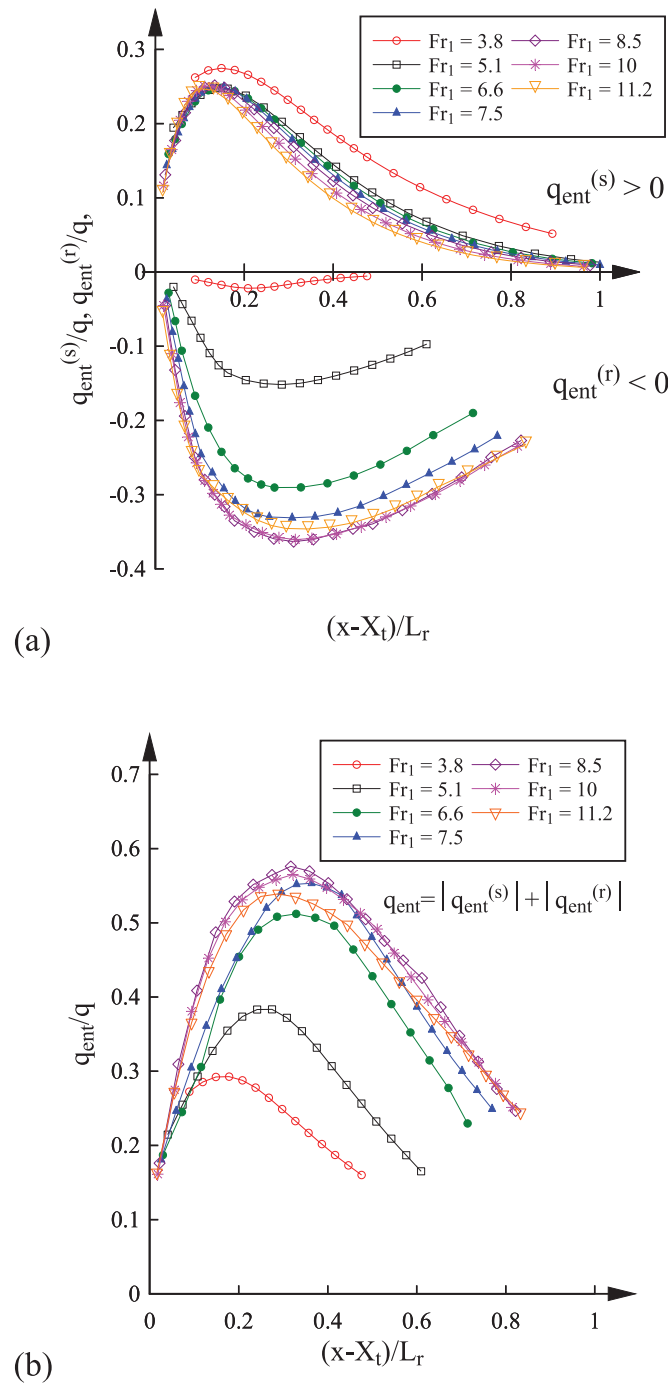 0.3
0.2
0.1
0
-0.1
-0.2
-0.3
-0.4
0.2
0.4
0.6
0.8
1
Fr1 = 3.8
Fr1 = 5.1
Fr1 = 6.6
Fr1 = 7.5
Fr1 = 8.5
Fr1 = 10
Fr1 = 11.2
qent(s) > 0
qent(r) < 0
qent(s)/q, qent(r)/q,
(x-Xt)/Lr
(a)
0.7
0.6
0.5
0.4
0.3
0.2
0.1
0
0
0.2
0.4
0.6
0.8
1
Fr1 = 3.8
Fr1 = 5.1
Fr1 = 6.6
Fr1 = 7.5
Fr1 = 8.5
Fr1 = 10
Fr1 = 11.2
qent=|qent(s)|+|qent(r)|
qent/q
(x-Xt)/Lr
(b)